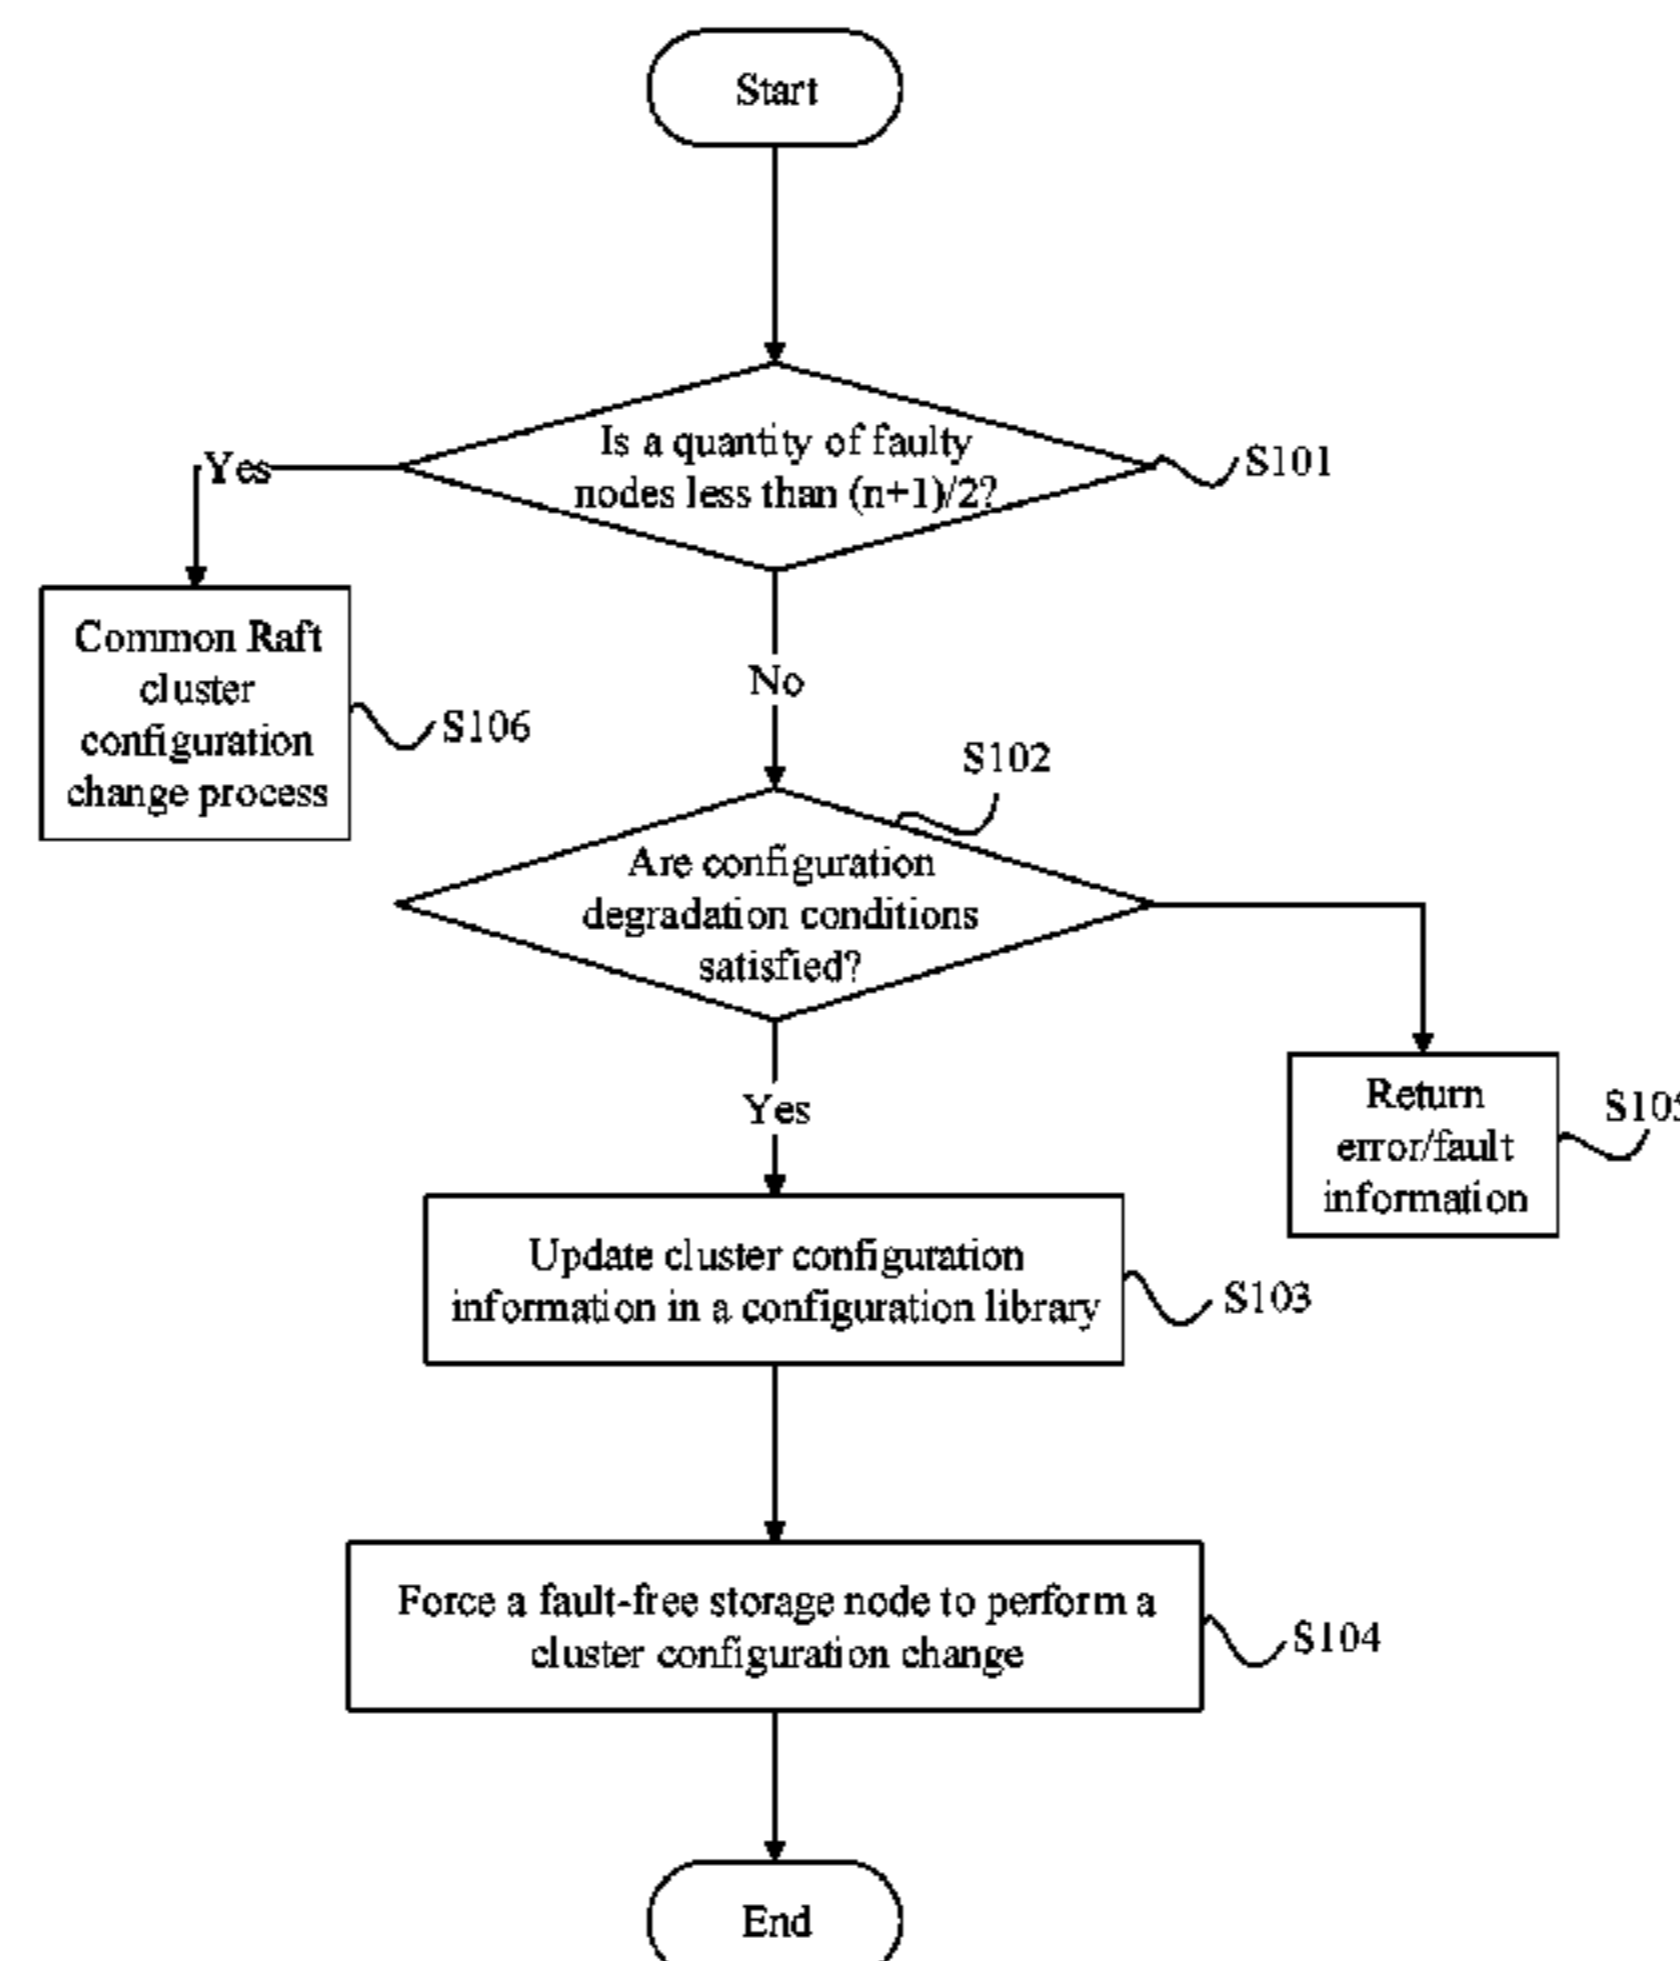 Start
Is a quantity of faulty
nodes less than (n+1)/2?
S101
Yes
Common Raft
cluster
configuration
change process
S106
No
S102
Are configuration
degradation conditions
satisfied?
Return
error/fault
information
S105
Yes
Update cluster configuration
information in a configuration library
S103
Force a fault-free storage node to perform a
cluster configuration change
S104
End